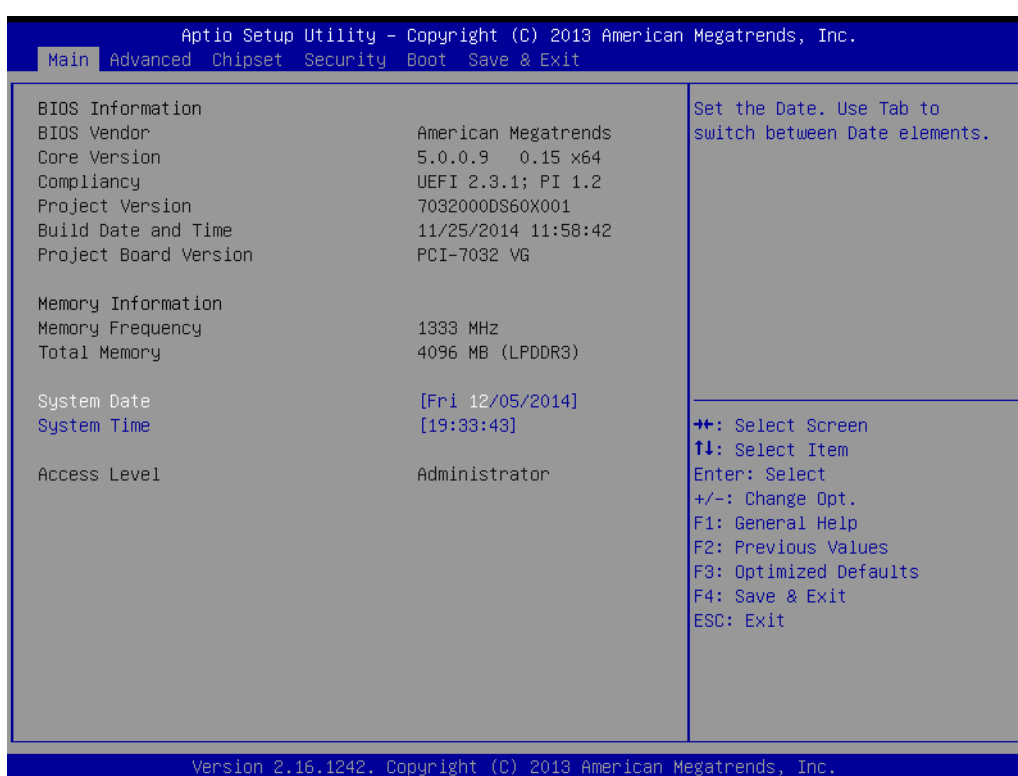 Aptio Setup Utility – Copyright (C) 2013 American Megatrends, Inc.
Main Advanced Chipset Security Boot Save & Exit
BIOS Information
BIOS Vendor American Megatrends
Core Version 5.0.0.9 0.15 x64
Compliancy UEFI 2.3.1; PI 1.2
Project Version 7032000DS60X001
Build Date and Time 11/25/2014 11:58:42
Project Board Version PCI-7032 VG
Memory Information
Memory Frequency 1333 MHz
Total Memory 4096 MB (LPDDR3)
System Date [Fri 12/05/2014]
System Time [19:33:43]
Access Level Administrator
Set the Date. Use Tab to
switch between Date elements.
→←: Select Screen
↑↓: Select Item
Enter: Select
+/-: Change Opt.
F1: General Help
F2: Previous Values
F3: Optimized Defaults
F4: Save & Exit
ESC: Exit
Version 2.16.1242. Copyright (C) 2013 American Megatrends, Inc.